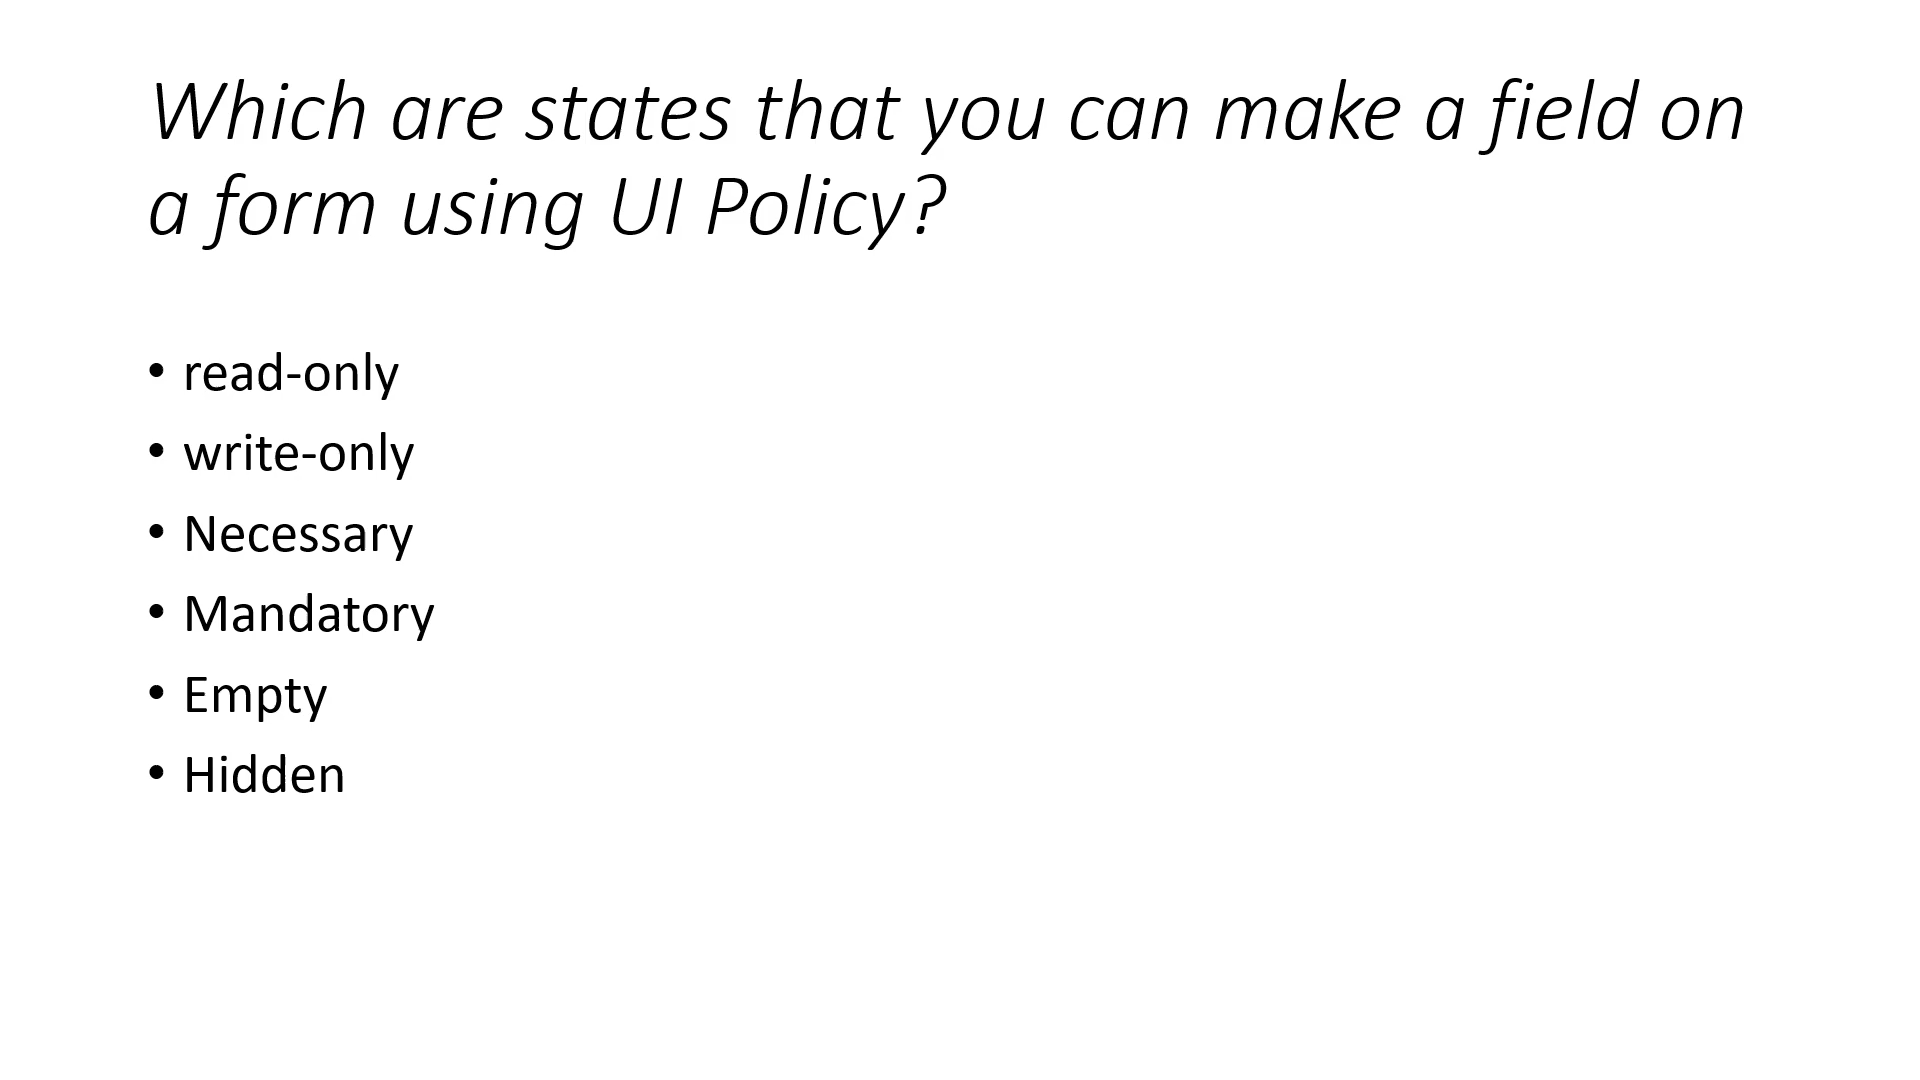 Which are states that you can make a field on
a form using UI Policy?
• read-only
• write-only
• Necessary
• Mandatory
• Empty
• Hidden